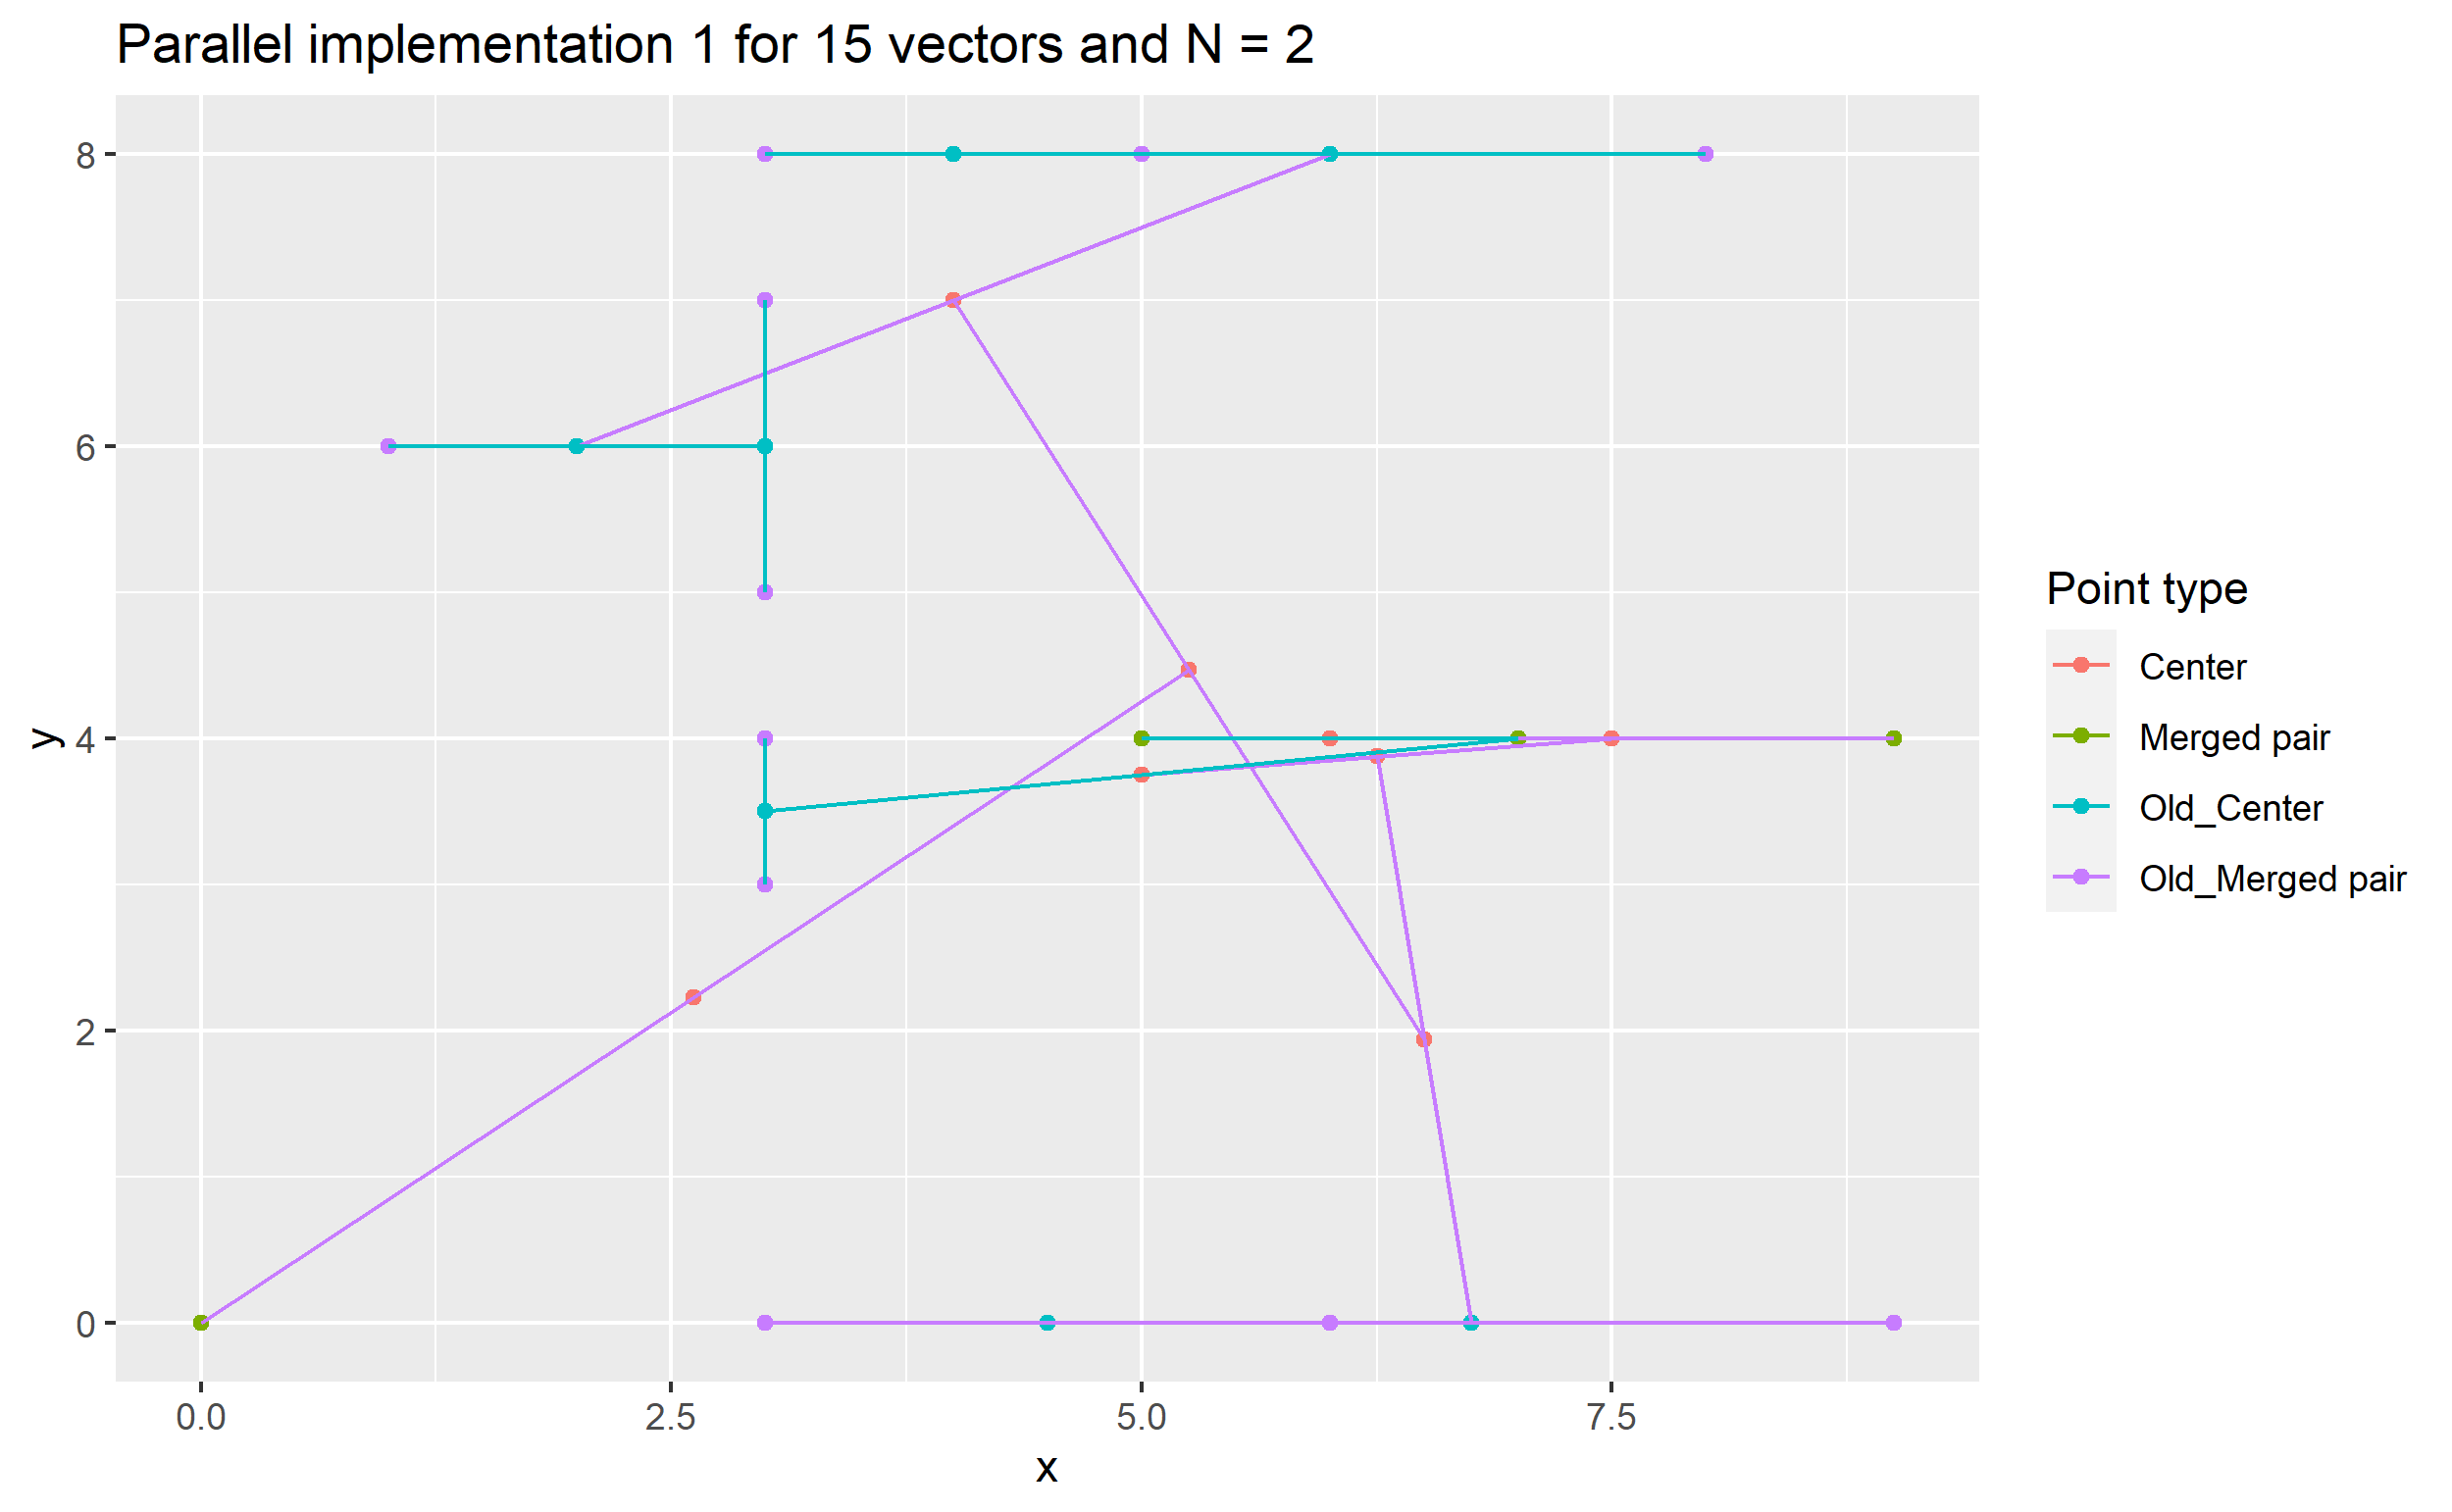 Parallel implementation 1 for 15 vectors and N = 2
8
6
4
2
0
y
0.0 2.5 5.0 7.5
x
Point type
Center
Merged pair
Old_Center
Old_Merged pair